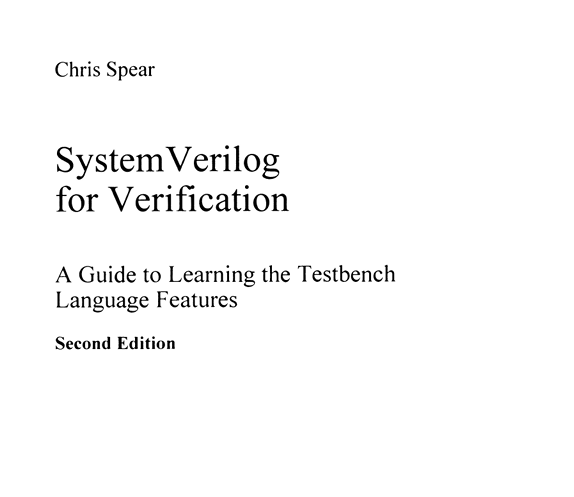 Chris Spear
SystemVerilog
for Verification
A Guide to Learning the Testbench
Language Features
Second Edition